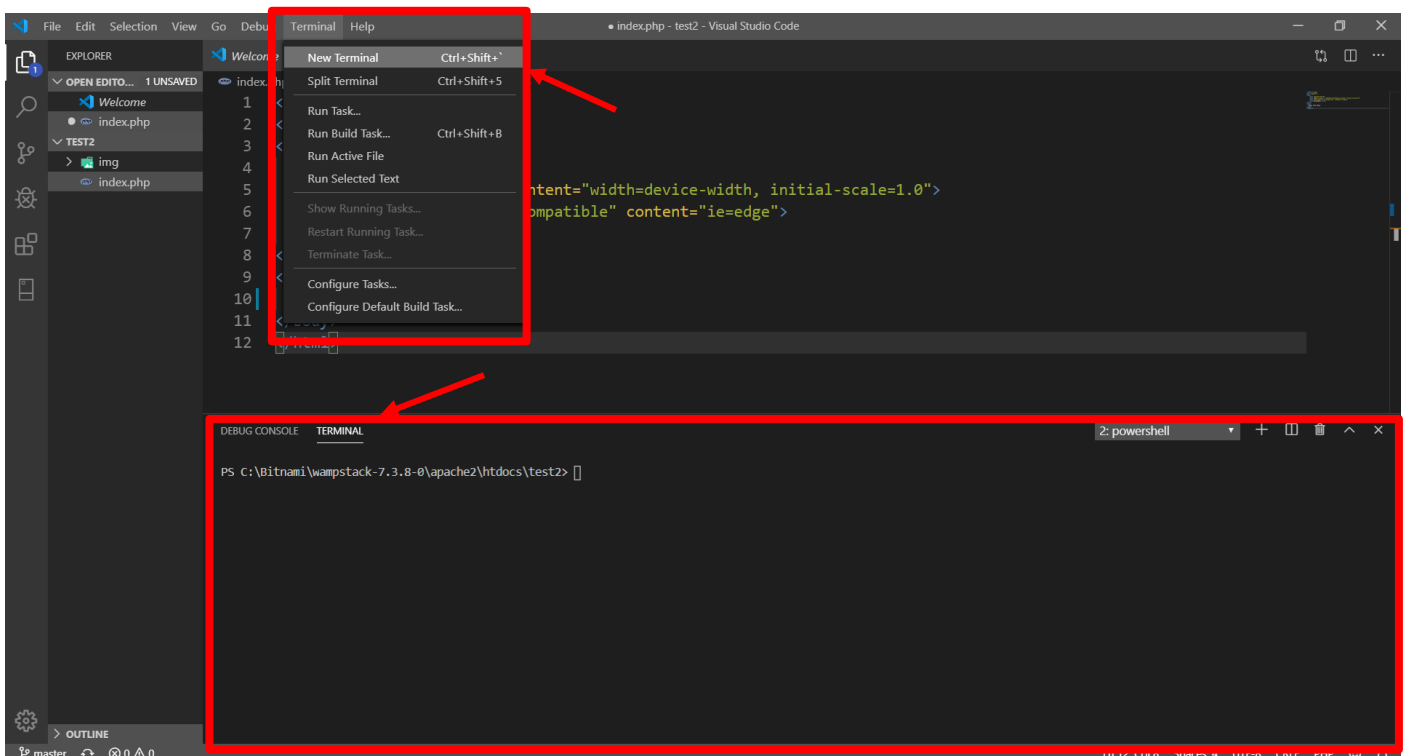 File Edit Selection View Go Debu Terminal Help ● index.php - test2 - Visual Studio Code
EXPLORER
OPEN EDITO... 1 UNSAVED
Welcome
● index.php
TEST2
img
index.php
OUTLINE
Welcome
index.
New Terminal Ctrl+Shift+`
Split Terminal Ctrl+Shift+5
Run Task...
Run Build Task... Ctrl+Shift+B
Run Active File
Run Selected Text
Show Running Tasks...
Restart Running Task...
Terminate Task...
Configure Tasks...
Configure Default Build Task...
1 <
2 <
3 <
4
5 ntent="width=device-width, initial-scale=1.0">
6 ompatible" content="ie=edge">
7
8 <
9 <
10
11
12
DEBUG CONSOLE TERMINAL 2: powershell
PS C:\Bitnami\wampstack-7.3.8-0\apache2\htdocs\test2>
master 0 0